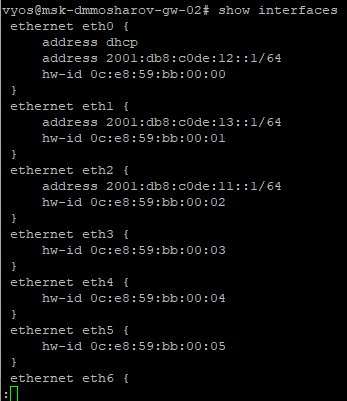 vyos@msk-dmmosharov-gw-02# show interfaces
ethernet eth0 {
address dhcp
address 2001:db8:c0de:12::1/64
hw-id 0c:e8:59:bb:00:00
}
ethernet eth1 {
address 2001:db8:c0de:13::1/64
hw-id 0c:e8:59:bb:00:01
}
ethernet eth2 {
address 2001:db8:c0de:11::1/64
hw-id 0c:e8:59:bb:00:02
}
ethernet eth3 {
hw-id 0c:e8:59:bb:00:03
}
ethernet eth4 {
hw-id 0c:e8:59:bb:00:04
}
ethernet eth5 {
hw-id 0c:e8:59:bb:00:05
}
ethernet eth6 {
: